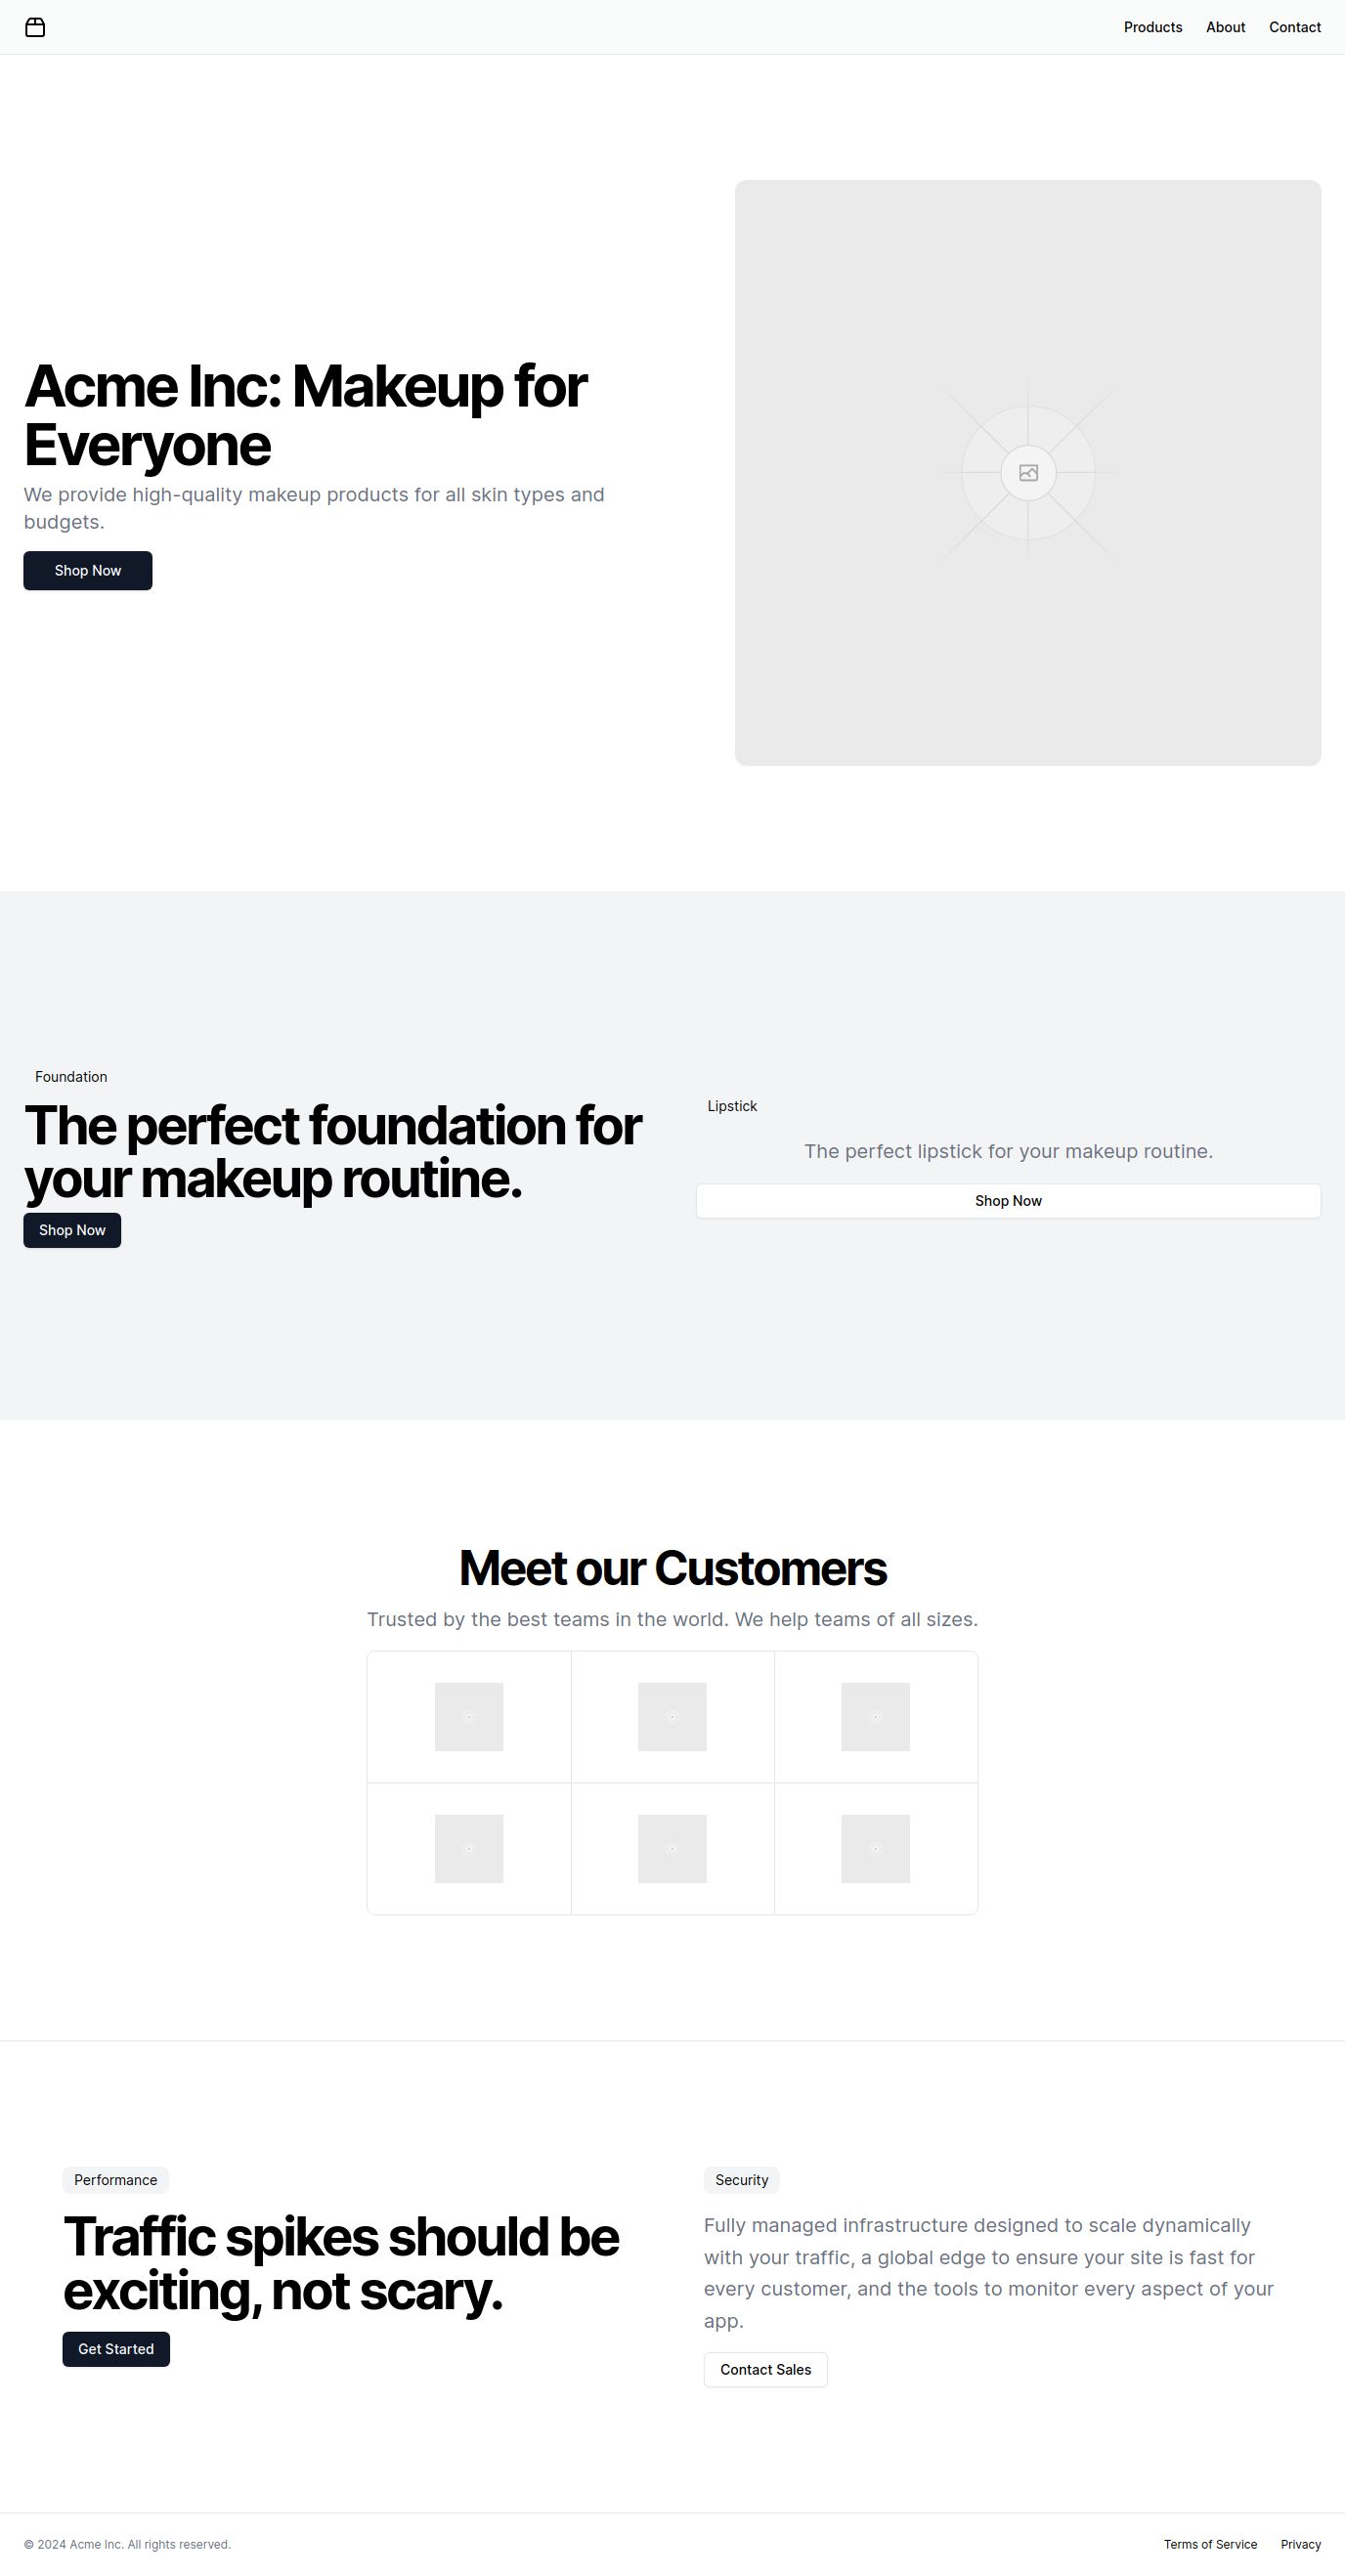 Products About Contact
Acme Inc: Makeup for
Everyone
We provide high-quality makeup products for all skin types and
budgets.
Shop Now
Foundation
The perfect foundation for
your makeup routine.
Shop Now
Lipstick
The perfect lipstick for your makeup routine.
Shop Now
Meet our Customers
Trusted by the best teams in the world. We help teams of all sizes.
Performance
Traffic spikes should be
exciting, not scary.
Get Started
Security
Fully managed infrastructure designed to scale dynamically
with your traffic, a global edge to ensure your site is fast for
every customer, and the tools to monitor every aspect of your
app.
Contact Sales
© 2024 Acme Inc. All rights reserved.
Terms of Service Privacy